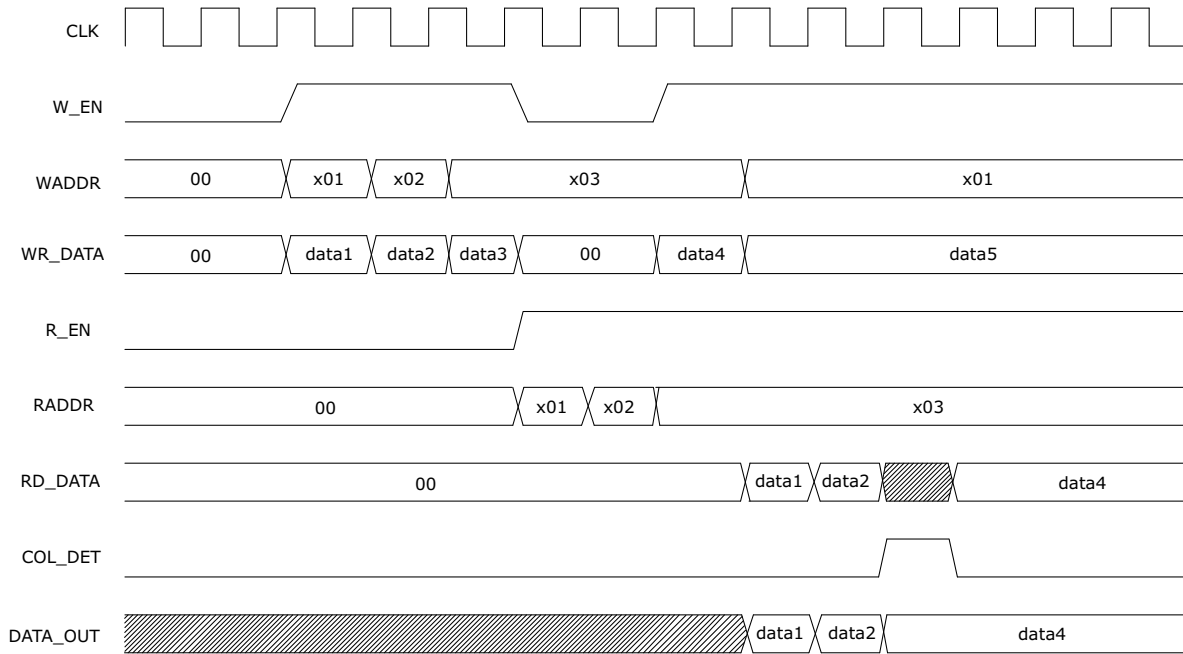 CLK
W_EN
WADDR 00 x01 x02 x03 x01
WR_DATA 00 data1 data2 data3 00 data4 data5
R_EN
RADDR 00 x01 x02 x03
RD_DATA 00 data1 data2 data4
COL_DET
DATA_OUT data1 data2 data4